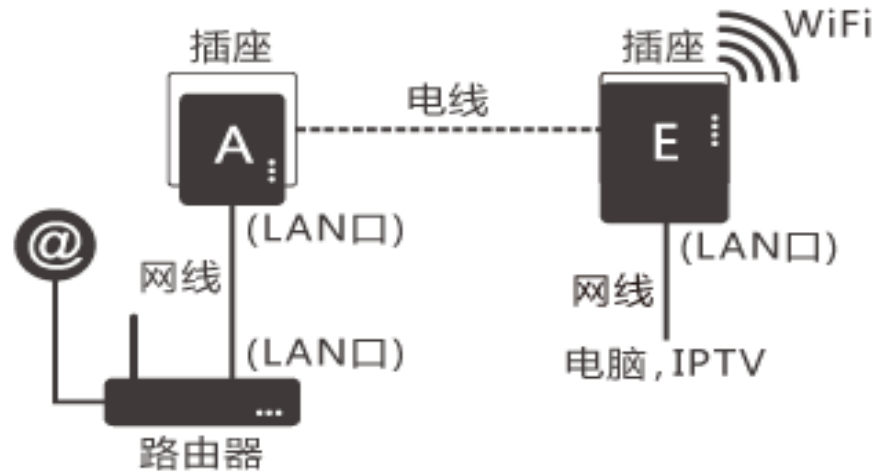 WiFi
插座
插座
电线
A
E
(LAN口)
(LAN口)
@
网线
网线
(LAN口)
电脑,IPTV
路由器